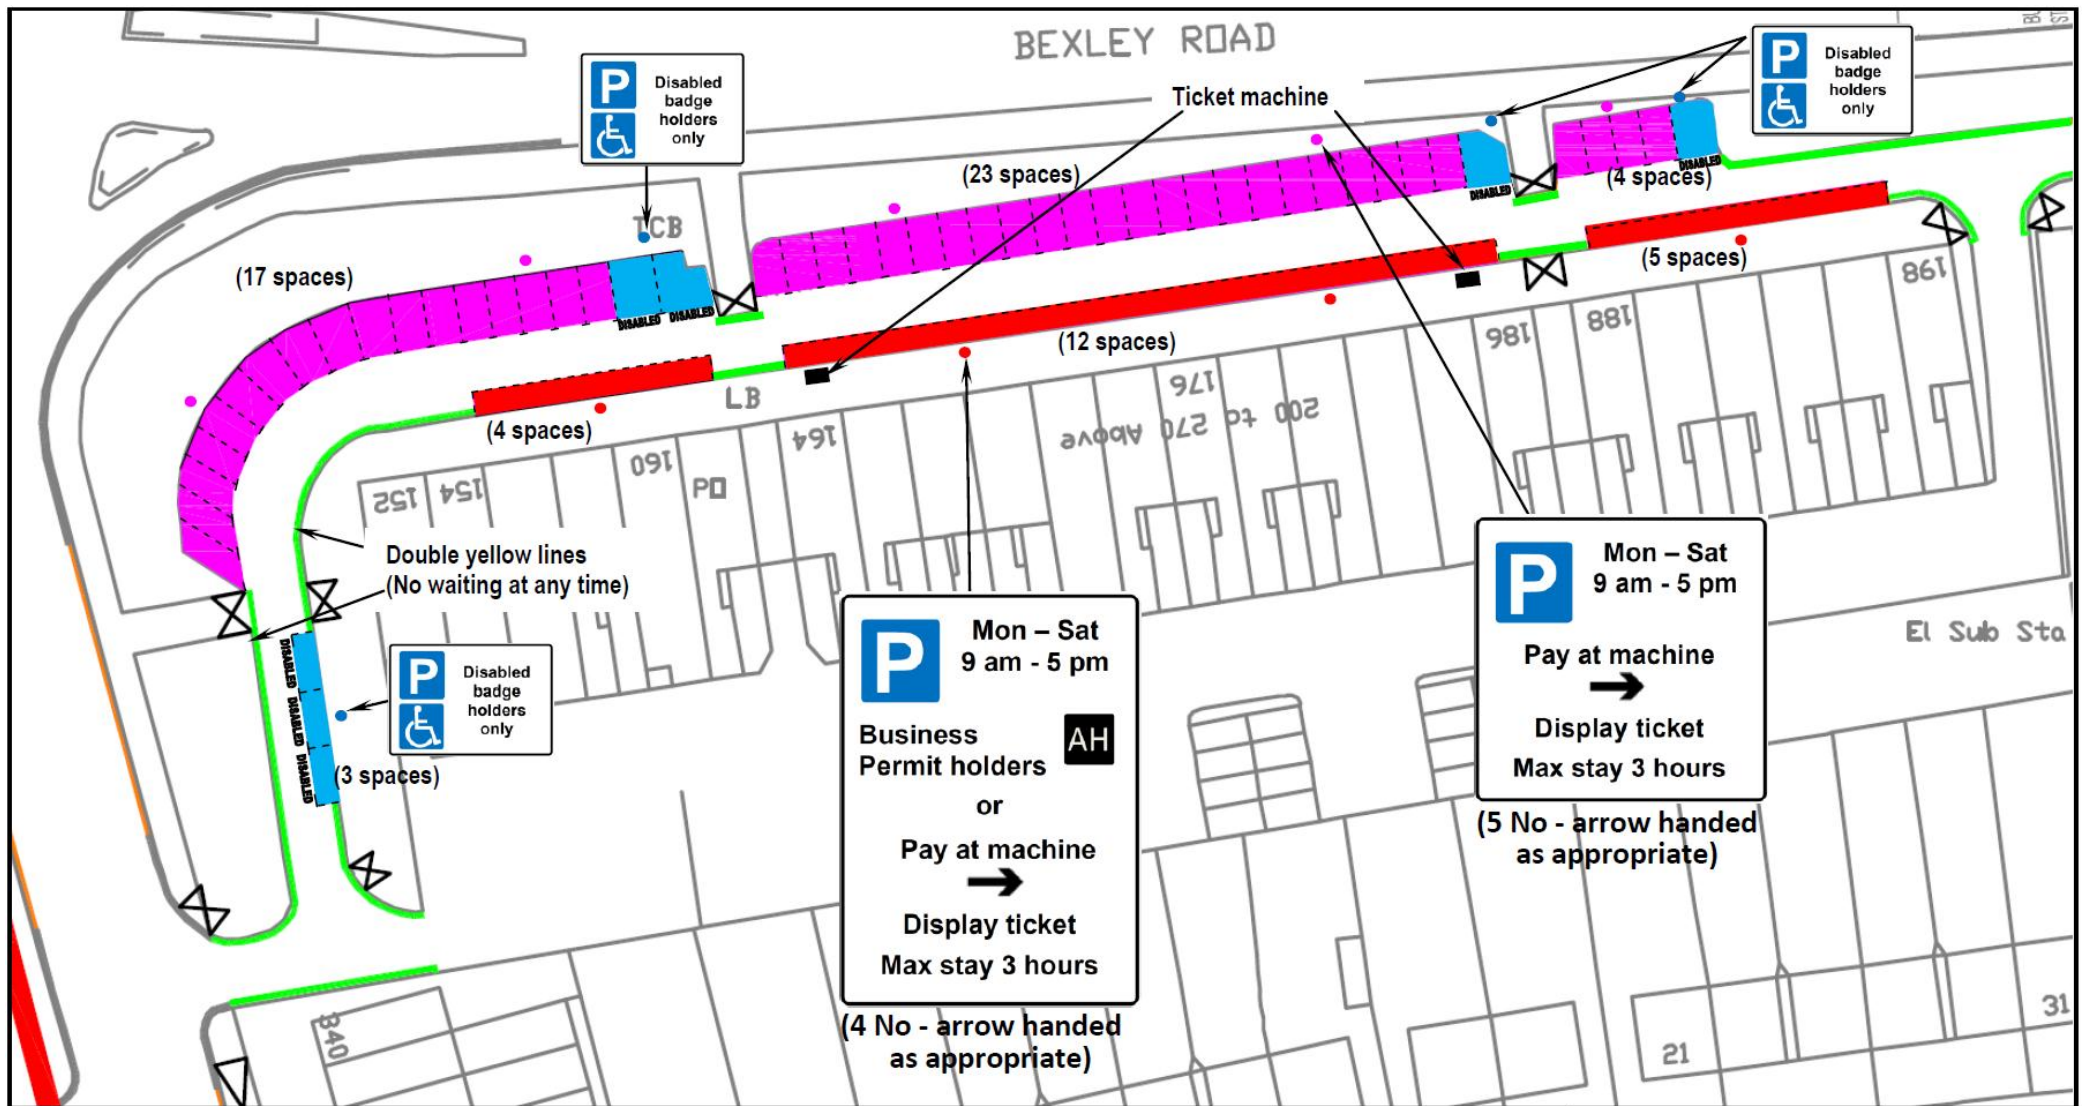 BEXLEY ROAD
P
Disabled
badge
holders
only
Ticket machine
P
Disabled
badge
holders
only
(23 spaces)
DISABLED
DISABLED
(4 spaces)
TCB
(17 spaces)
DISABLED
DISABLED
(5 spaces)
198
(12 spaces)
186
188
LB
(4 spaces)
176
200 to 270 Above
164
160
PO
152
154
Double yellow lines
(No waiting at any time)
P
Mon – Sat
9 am - 5 pm
Pay at machine
Display ticket
Max stay 3 hours
(5 No - arrow handed
as appropriate)
El Sub Sta
DISABLED
DISABLED
DISABLED
P
Disabled
badge
holders
only
(3 spaces)
P
Mon – Sat
9 am - 5 pm
Business
Permit holders
AH
or
Pay at machine
Display ticket
Max stay 3 hours
(4 No - arrow handed
as appropriate)
340
21
31